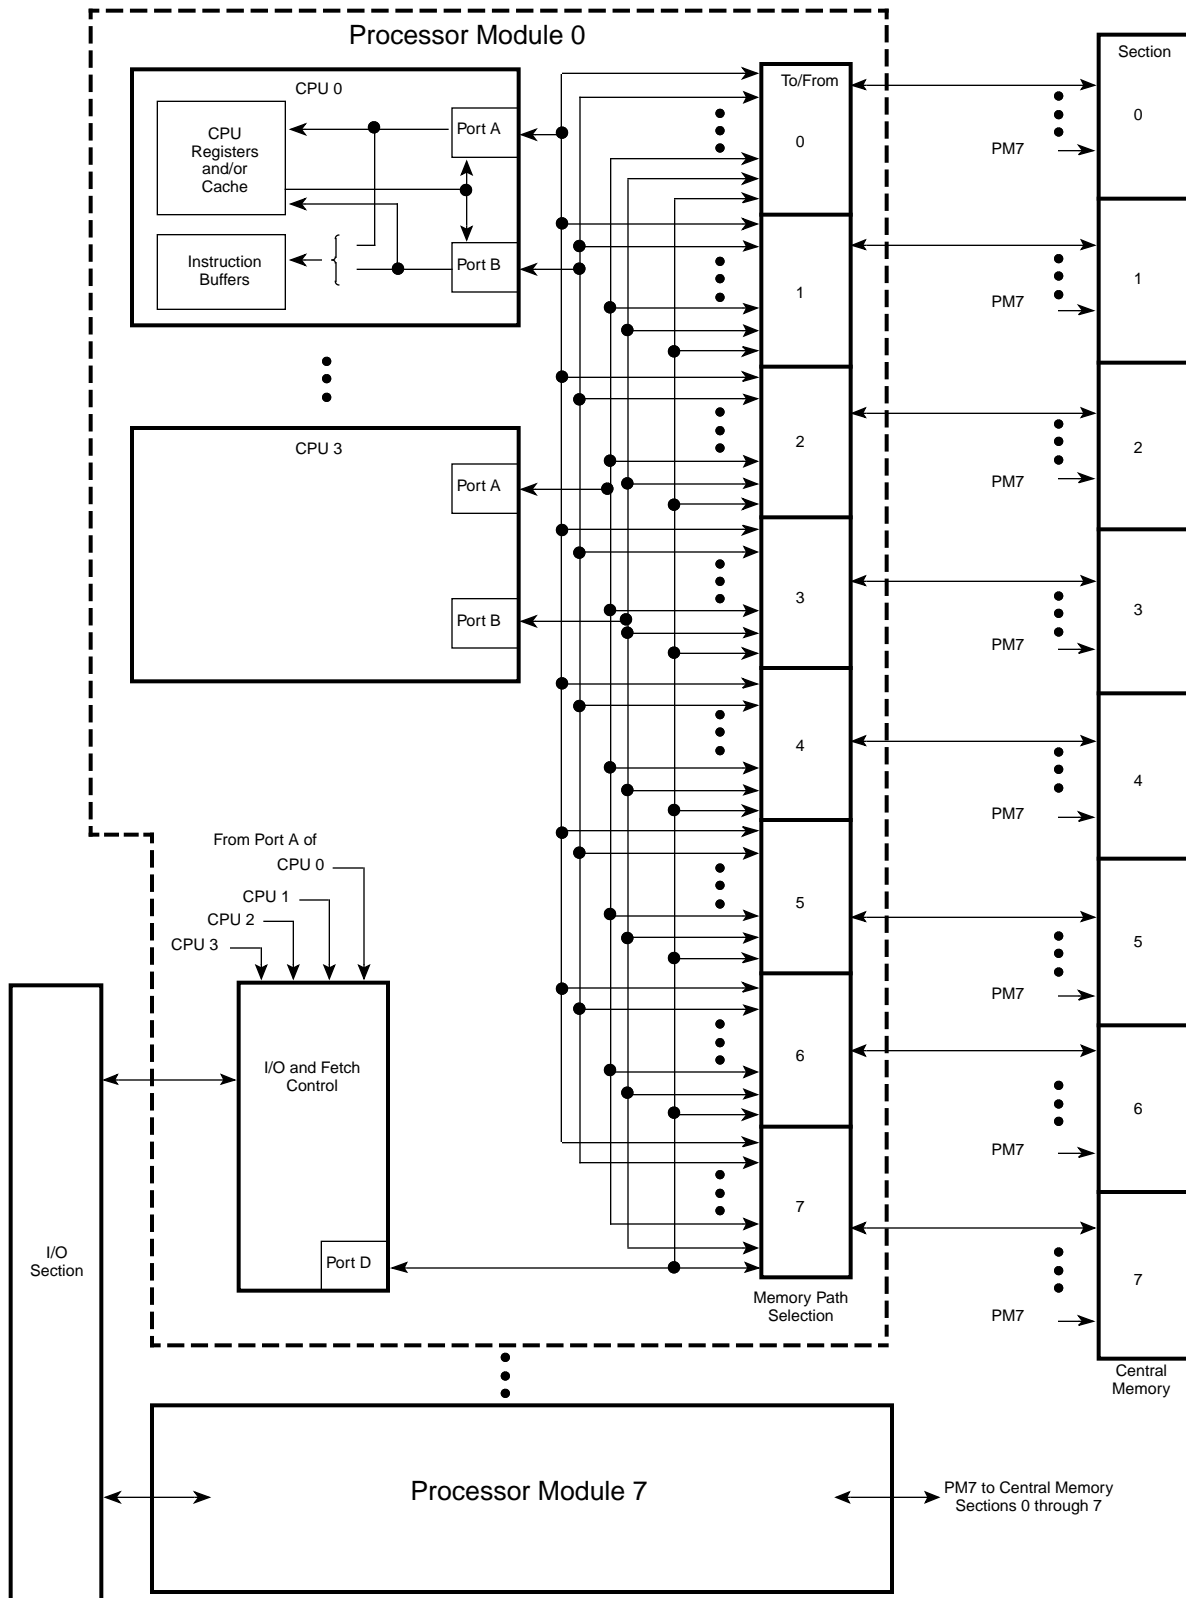 Processor Module 0
CPU 0
CPU
Registers
and/or
Cache
Port A
Instruction
Buffers
Port B
CPU 3
Port A
Port B
From Port A of
CPU 0
CPU 1
CPU 2
CPU 3
I/O and Fetch
Control
Port D
I/O
Section
To/From
0
1
2
3
4
5
6
7
Memory Path
Selection
PM7
PM7
PM7
PM7
PM7
PM7
PM7
PM7
Section
0
1
2
3
4
5
6
7
Central
Memory
Processor Module 7
PM7 to Central Memory
Sections 0 through 7